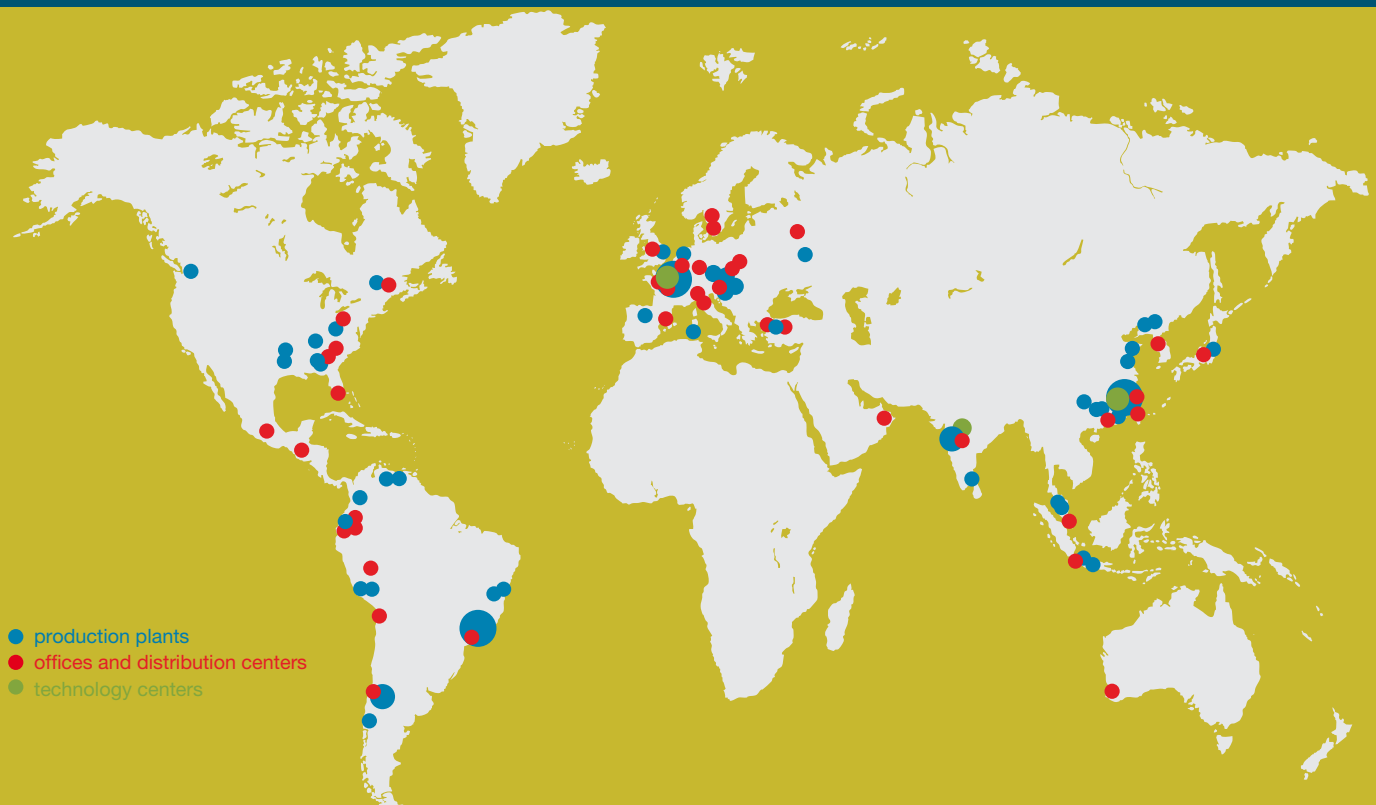 production plants
offices and distribution centers
technology centers